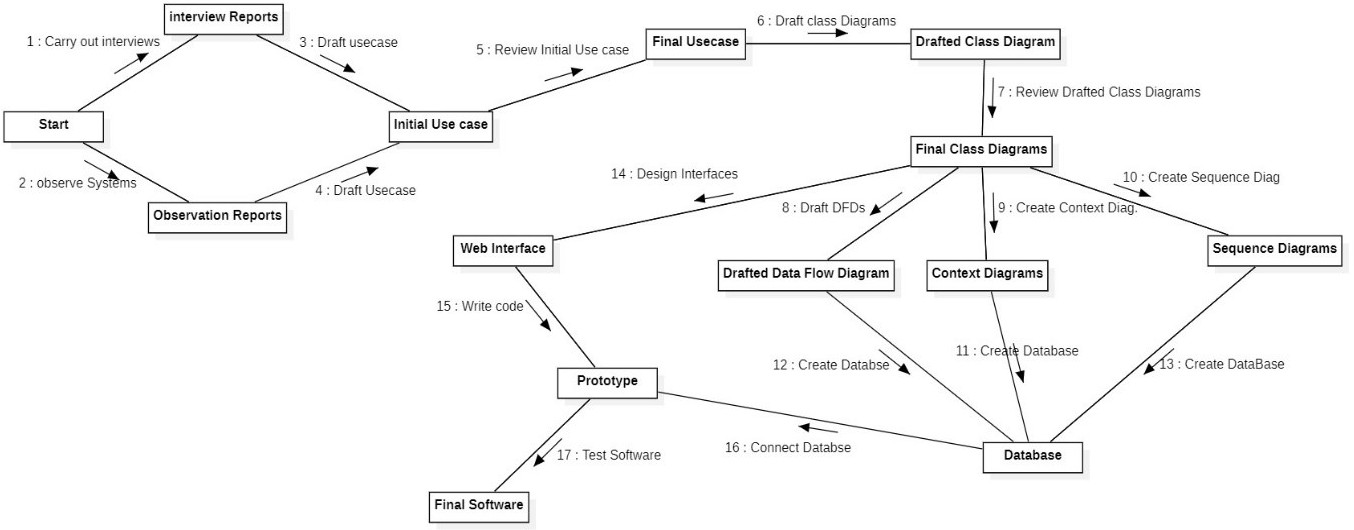 interview Reports
6 : Draft class Diagrams
1 : Carry out interviews
3 : Draft usecase
5 : Review Initial Use case
Final Usecase
Drafted Class Diagram
7 : Review Drafted Class Diagrams
Start
Initial Use case
Final Class Diagrams
2 : observe Systems
4 : Draft Usecase
14 : Design Interfaces
10 : Create Sequence Diag
Observation Reports
8 : Draft DFDs
9 : Create Context Diag.
Web Interface
Sequence Diagrams
Drafted Data Flow Diagram
Context Diagrams
15 : Write code
11 : Create Database
12 : Create Databse
13 : Create DataBase
Prototype
16 : Connect Databse
17 : Test Software
Database
Final Software